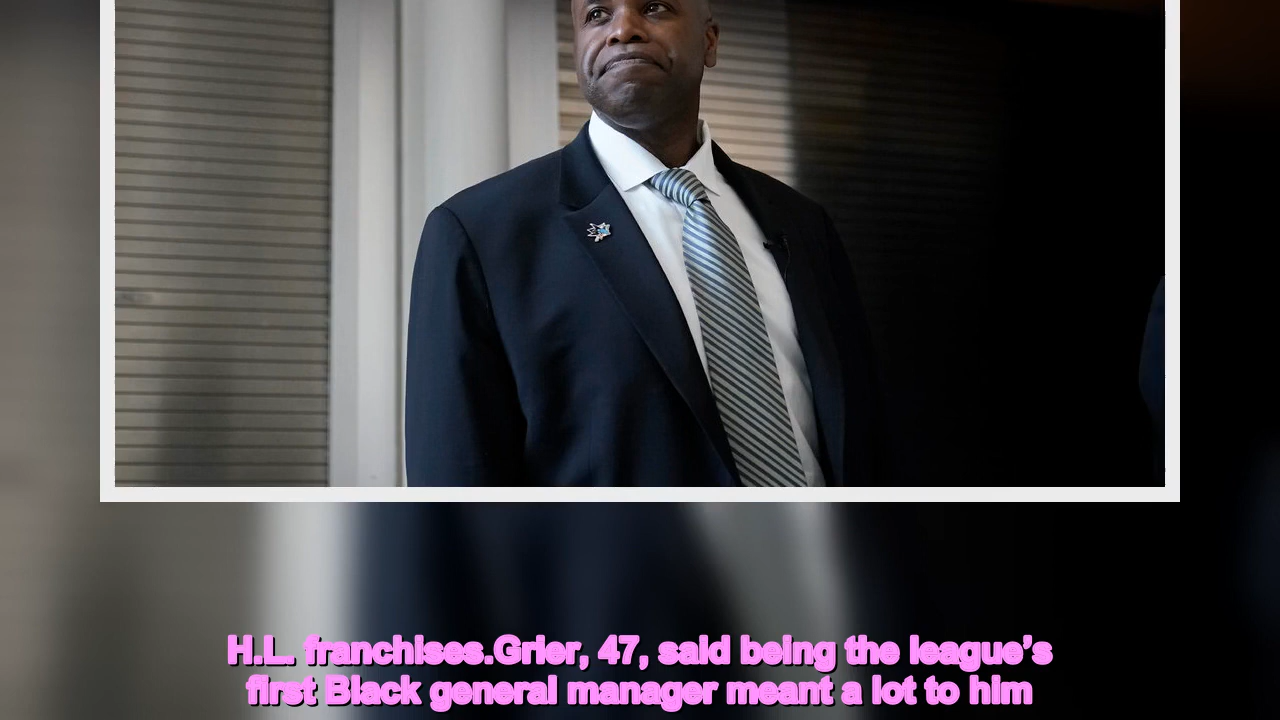 H.L. franchises.Grier, 47, said being the league’s
first Black general manager meant a lot to him